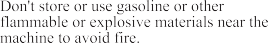 Don't store or use gasoline or other
flammable or explosive materials near the
machine to avoid fire.